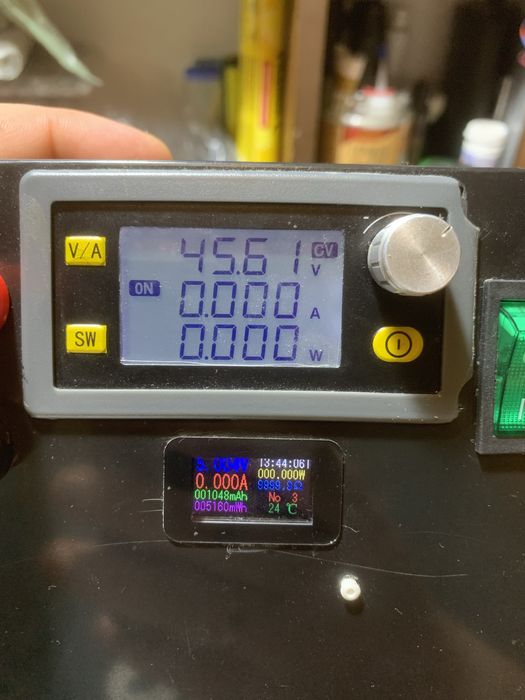 V/A
45.61 V
CV
ON
0.000 A
SW
0.000 W
5.004V
13:44:06
0.000A
000.000W
9999.9Ω
001048mAh
No 3
005160mWh
24 ℃